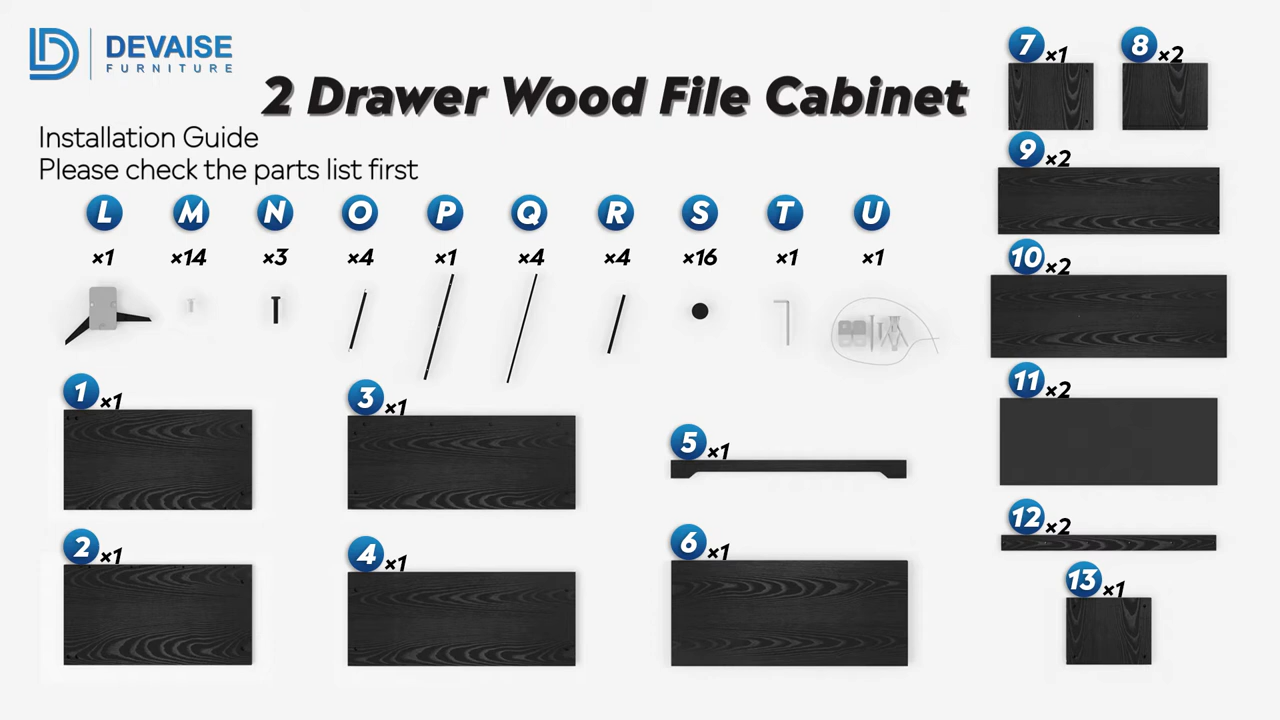 DEVAISE
FURNITURE
2 Drawer Wood File Cabinet
Installation Guide
Please check the parts list first
L M N O P Q R S T U
×1 ×14 ×3 ×4 ×1 ×4 ×4 ×16 ×1 ×1
7 ×1 8 ×2
9 ×2
10 ×2
11 ×2
12 ×2
13 ×1
1 ×1 3 ×1
5 ×1
2 ×1 4 ×1 6 ×1